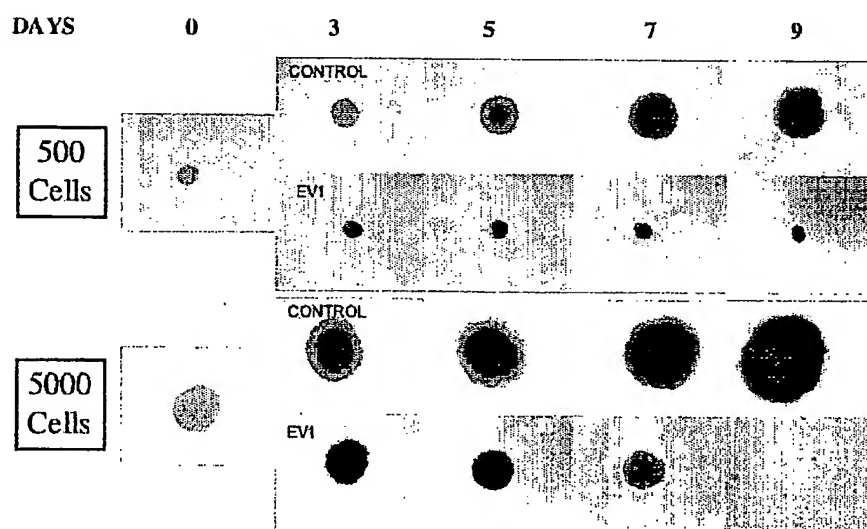 DAYS 0 3 5 7 9
CONTROL
500
Cells
EV1
CONTROL
5000
Cells
EV1